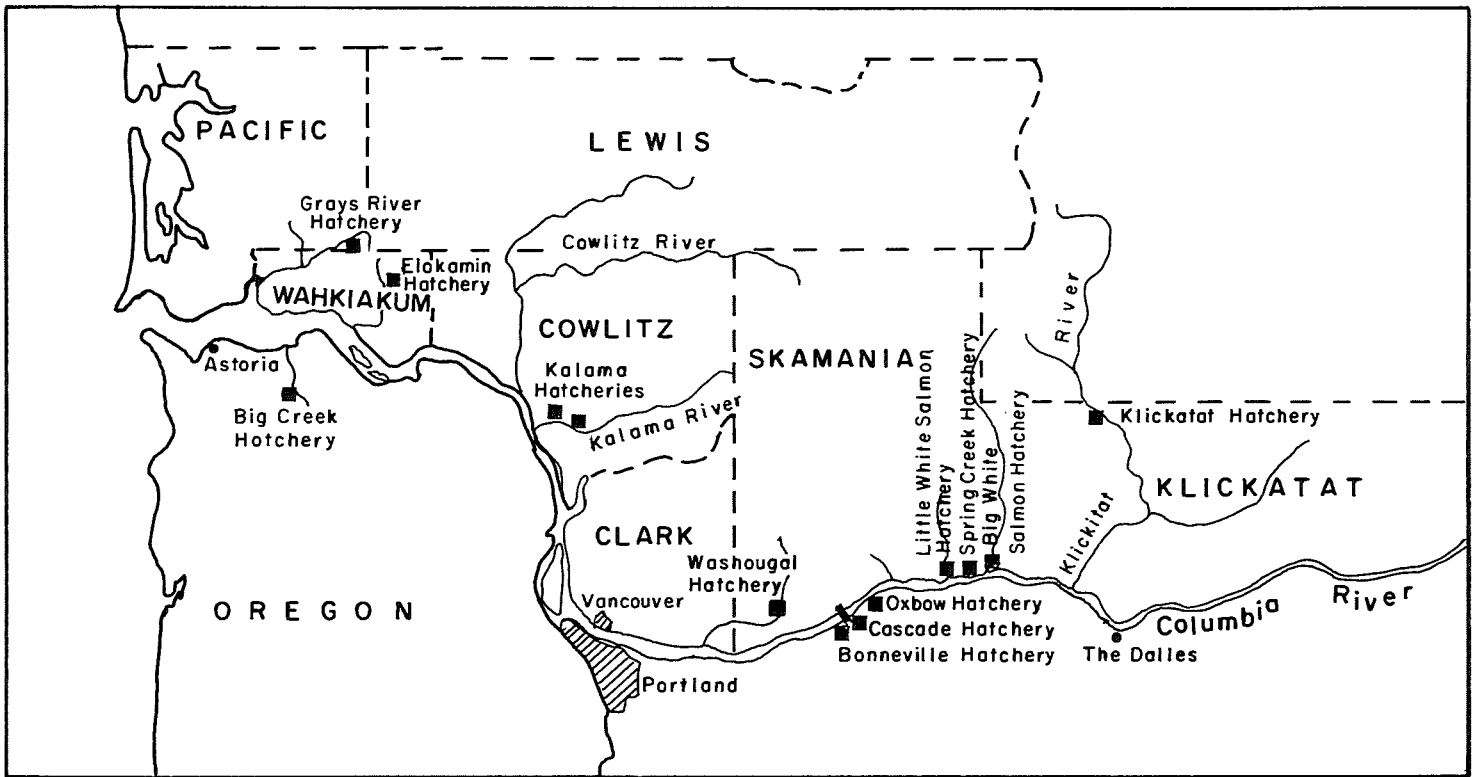 PACIFIC
LEWIS
Grays River
Hatchery
Cowlitz River
Elokamin
Hatchery
WAHKIAKUM
River
COWLITZ
SKAMANIA
Astoria
Kalama
Hatcheries
Big Creek
Hotchery
Kalama River
Little White Salmon
Hatchery
Spring Creek Hatchery
Big White
Salmon Hatchery
Klickatat Hatchery
KLICKATAT
Klickitat
CLARK
Washougal
Hatchery
OREGON
Vancouver
Oxbow Hatchery
Cascade Hatchery
Bonneville Hatchery
The Dalles
Columbia River
Portland